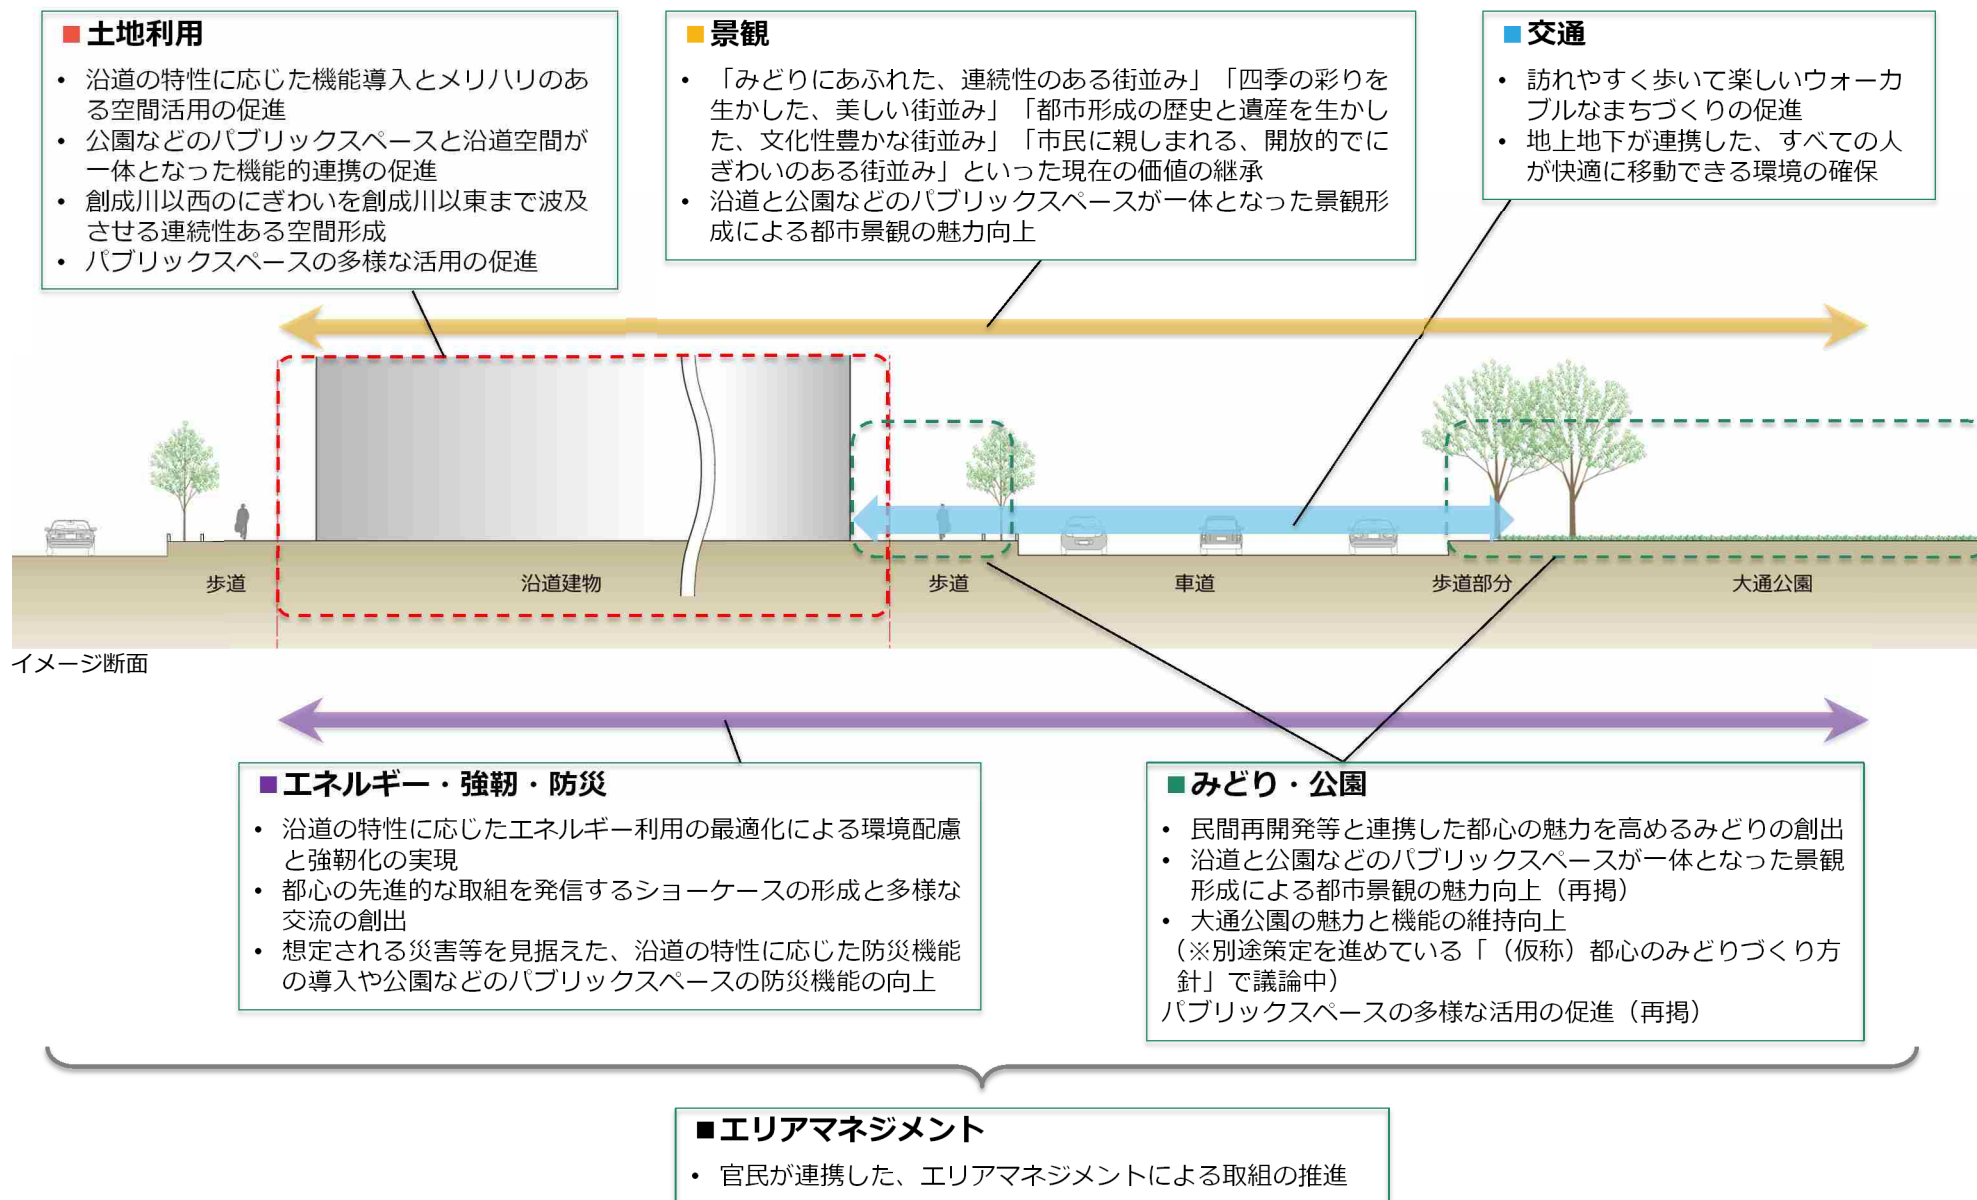 ■土地利用
• 沿道の特性に応じた機能導入とメリハリのあ
る空間活用の促進
• 公園などのパブリックスペースと沿道空間が
一体となった機能的連携の促進
• 創成川以西のにぎわいを創成川以東まで波及
させる連続性ある空間形成
• パブリックスペースの多様な活用の促進
■景観
• 「みどりにあふれた、連続性のある街並み」「四季の彩りを
生かした、美しい街並み」「都市形成の歴史と遺産を生かし
た、文化性豊かな街並み」「市民に親しまれる、開放的でに
ぎわいのある街並み」といった現在の価値の継承
• 沿道と公園などのパブリックスペースが一体となった景観形
成による都市景観の魅力向上
■交通
• 訪れやすく歩いて楽しいウォーカ
ブルなまちづくりの促進
• 地上地下が連携した、すべての人
が快適に移動できる環境の確保
歩道
沿道建物
歩道
車道
歩道部分
大通公園
イメージ断面
■エネルギー・強靭・防災
• 沿道の特性に応じたエネルギー利用の最適化による環境配慮
と強靭化の実現
• 都心の先進的な取組を発信するショーケースの形成と多様な
交流の創出
• 想定される災害等を見据えた、沿道の特性に応じた防災機能
の導入や公園などのパブリックスペースの防災機能の向上
■みどり・公園
• 民間再開発等と連携した都心の魅力を高めるみどりの創出
• 沿道と公園などのパブリックスペースが一体となった景観
形成による都市景観の魅力向上（再掲）
• 大通公園の魅力と機能の維持向上
（※別途策定を進めている「（仮称）都心のみどりづくり方
針」で議論中）
パブリックスペースの多様な活用の促進（再掲）
■エリアマネジメント
• 官民が連携した、エリアマネジメントによる取組の推進